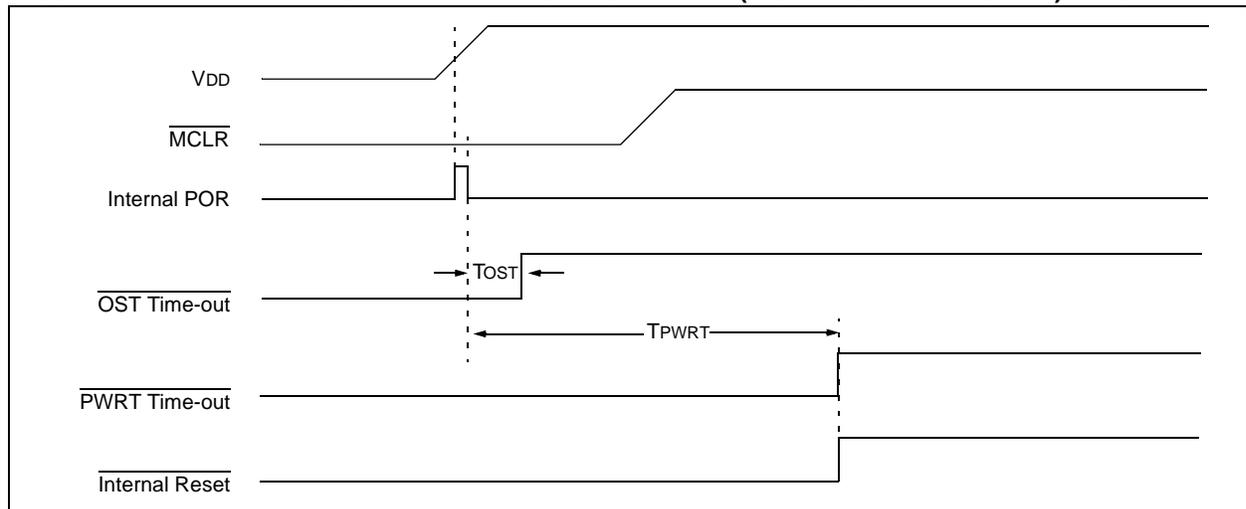 VDD
MCLR
Internal POR
TOST
OST Time-out
TPWRT
PWRT Time-out
Internal Reset